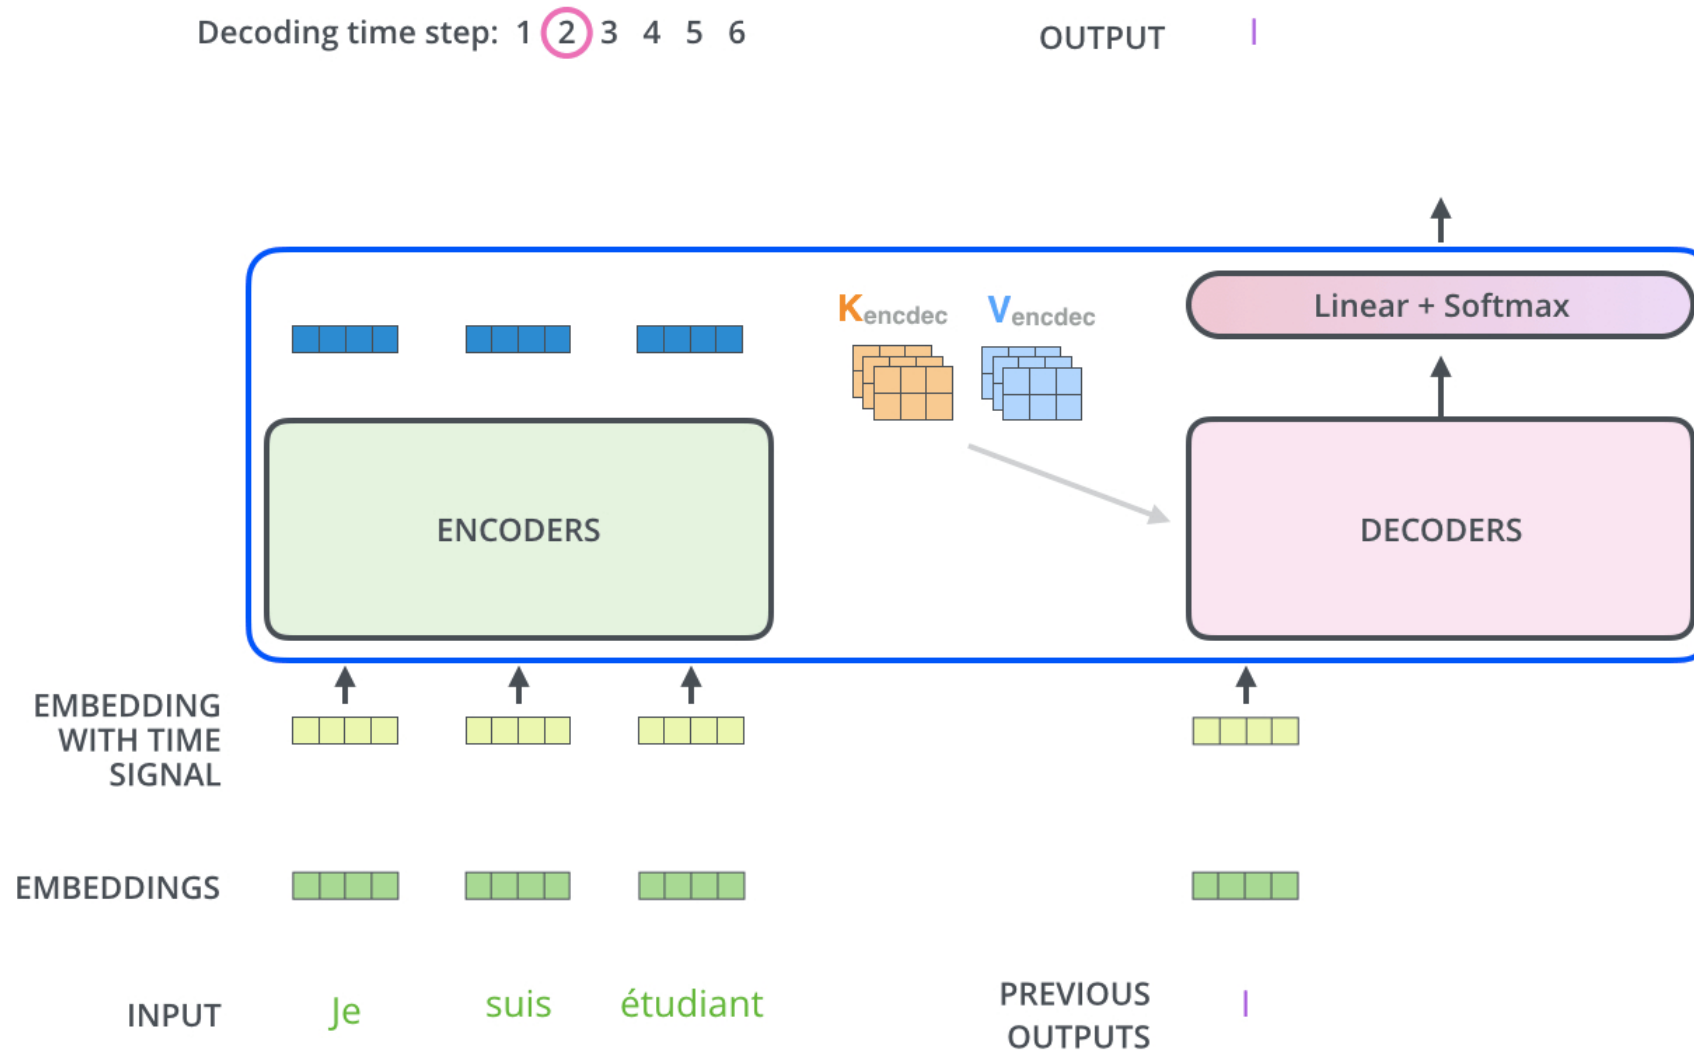 Decoding time step: 1 2 3 4 5 6
OUTPUT I
Kencdec Vencdec
Linear + Softmax
ENCODERS
DECODERS
EMBEDDING
WITH TIME
SIGNAL
EMBEDDINGS
INPUT Je suis étudiant
PREVIOUS
OUTPUTS I